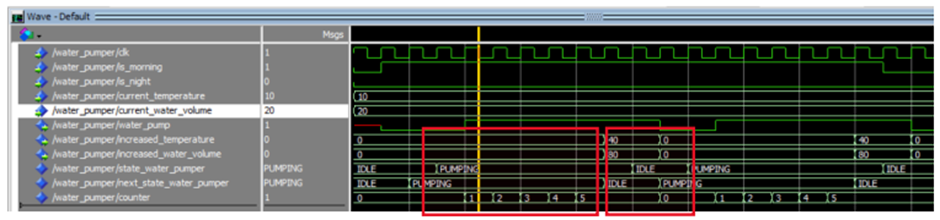 Wave - Default
Msgs
/water_pumper/clk 1
/water_pumper/is_morning 1
/water_pumper/is_night 0
/water_pumper/current_temperature 10 10
/water_pumper/current_water_volume 20 20
/water_pumper/water_pump 1
/water_pumper/increased_temperature 0 0 40 0 40 0
/water_pumper/increased_water_volume 0 0 80 0 80 0
/water_pumper/state_water_pumper PUMPING IDLE PUMPING IDLE PUMPING IDLE
/water_pumper/next_state_water_pumper PUMPING IDLE PUMPING IDLE PUMPING IDLE
/water_pumper/counter 1 0 1 2 3 4 5 0 1 2 3 4 5